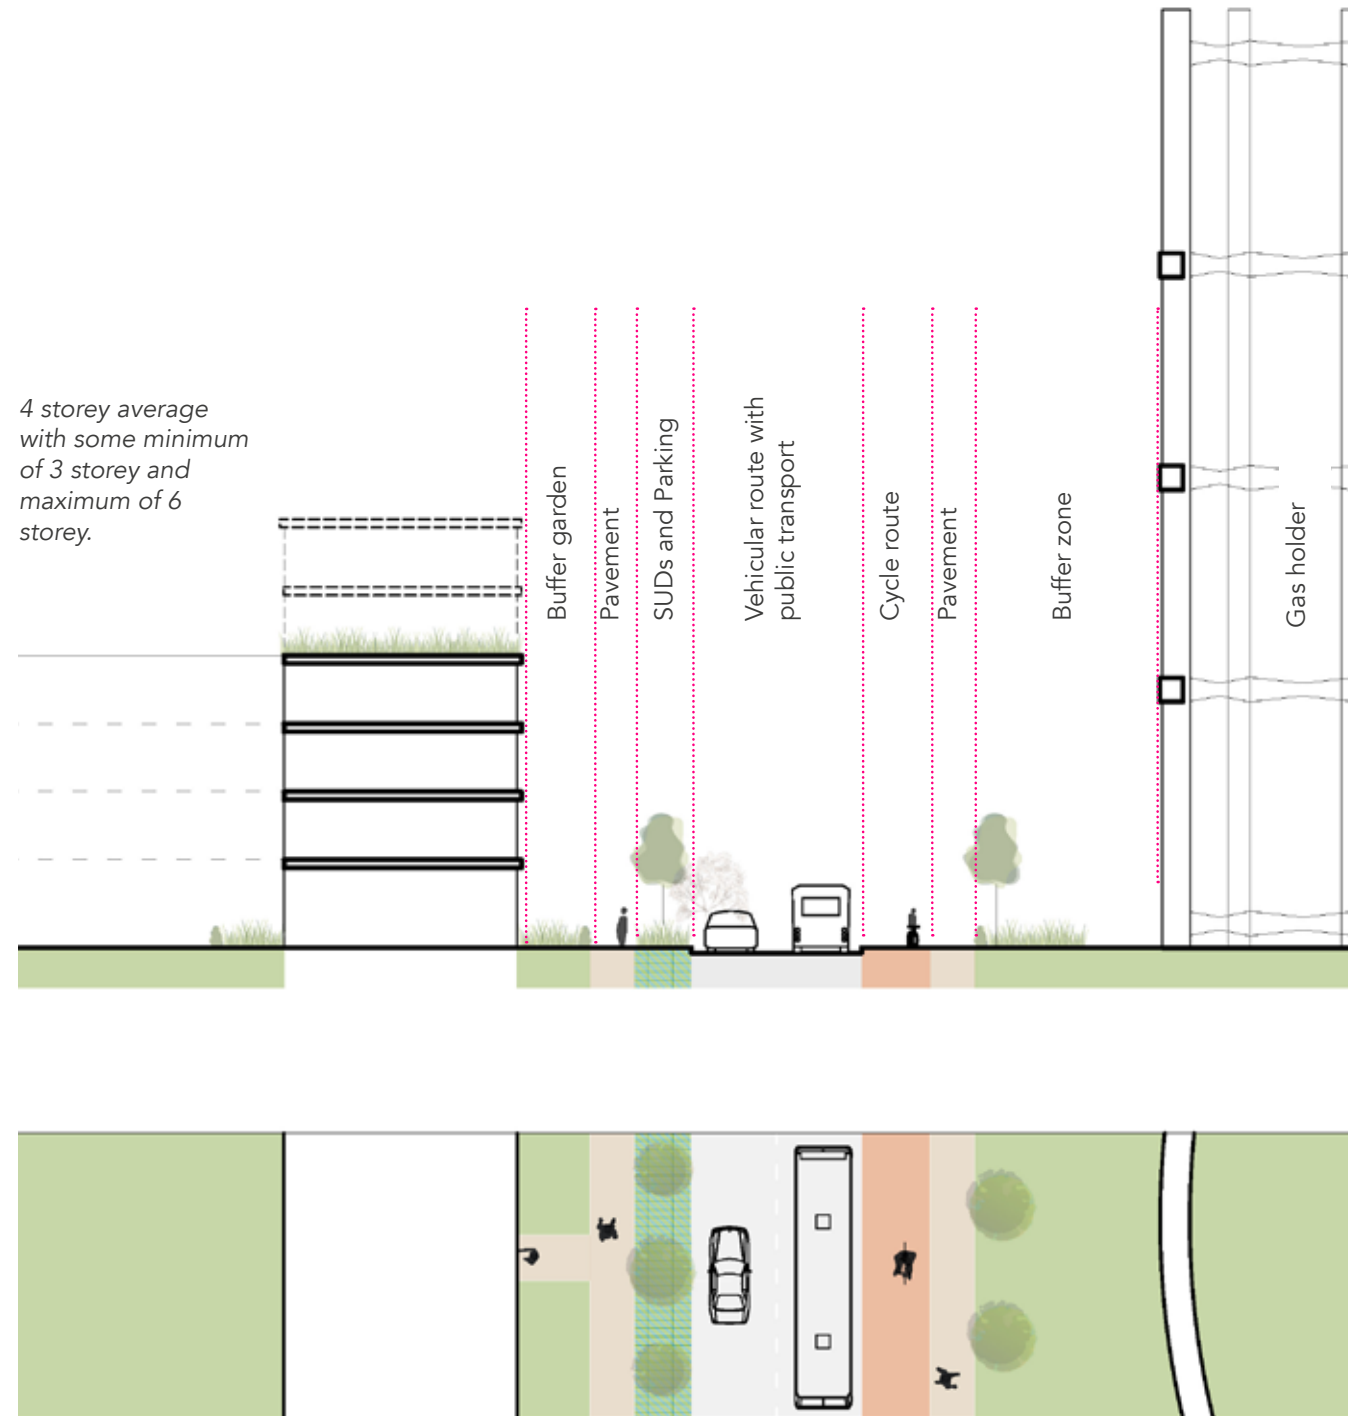 4 storey average
with some minimum
of 3 storey and
maximum of 6
storey.
Buffer garden
Pavement
SUDs and Parking
Vehicular route with
public transport
Cycle route
Pavement
Buffer zone
Gas holder